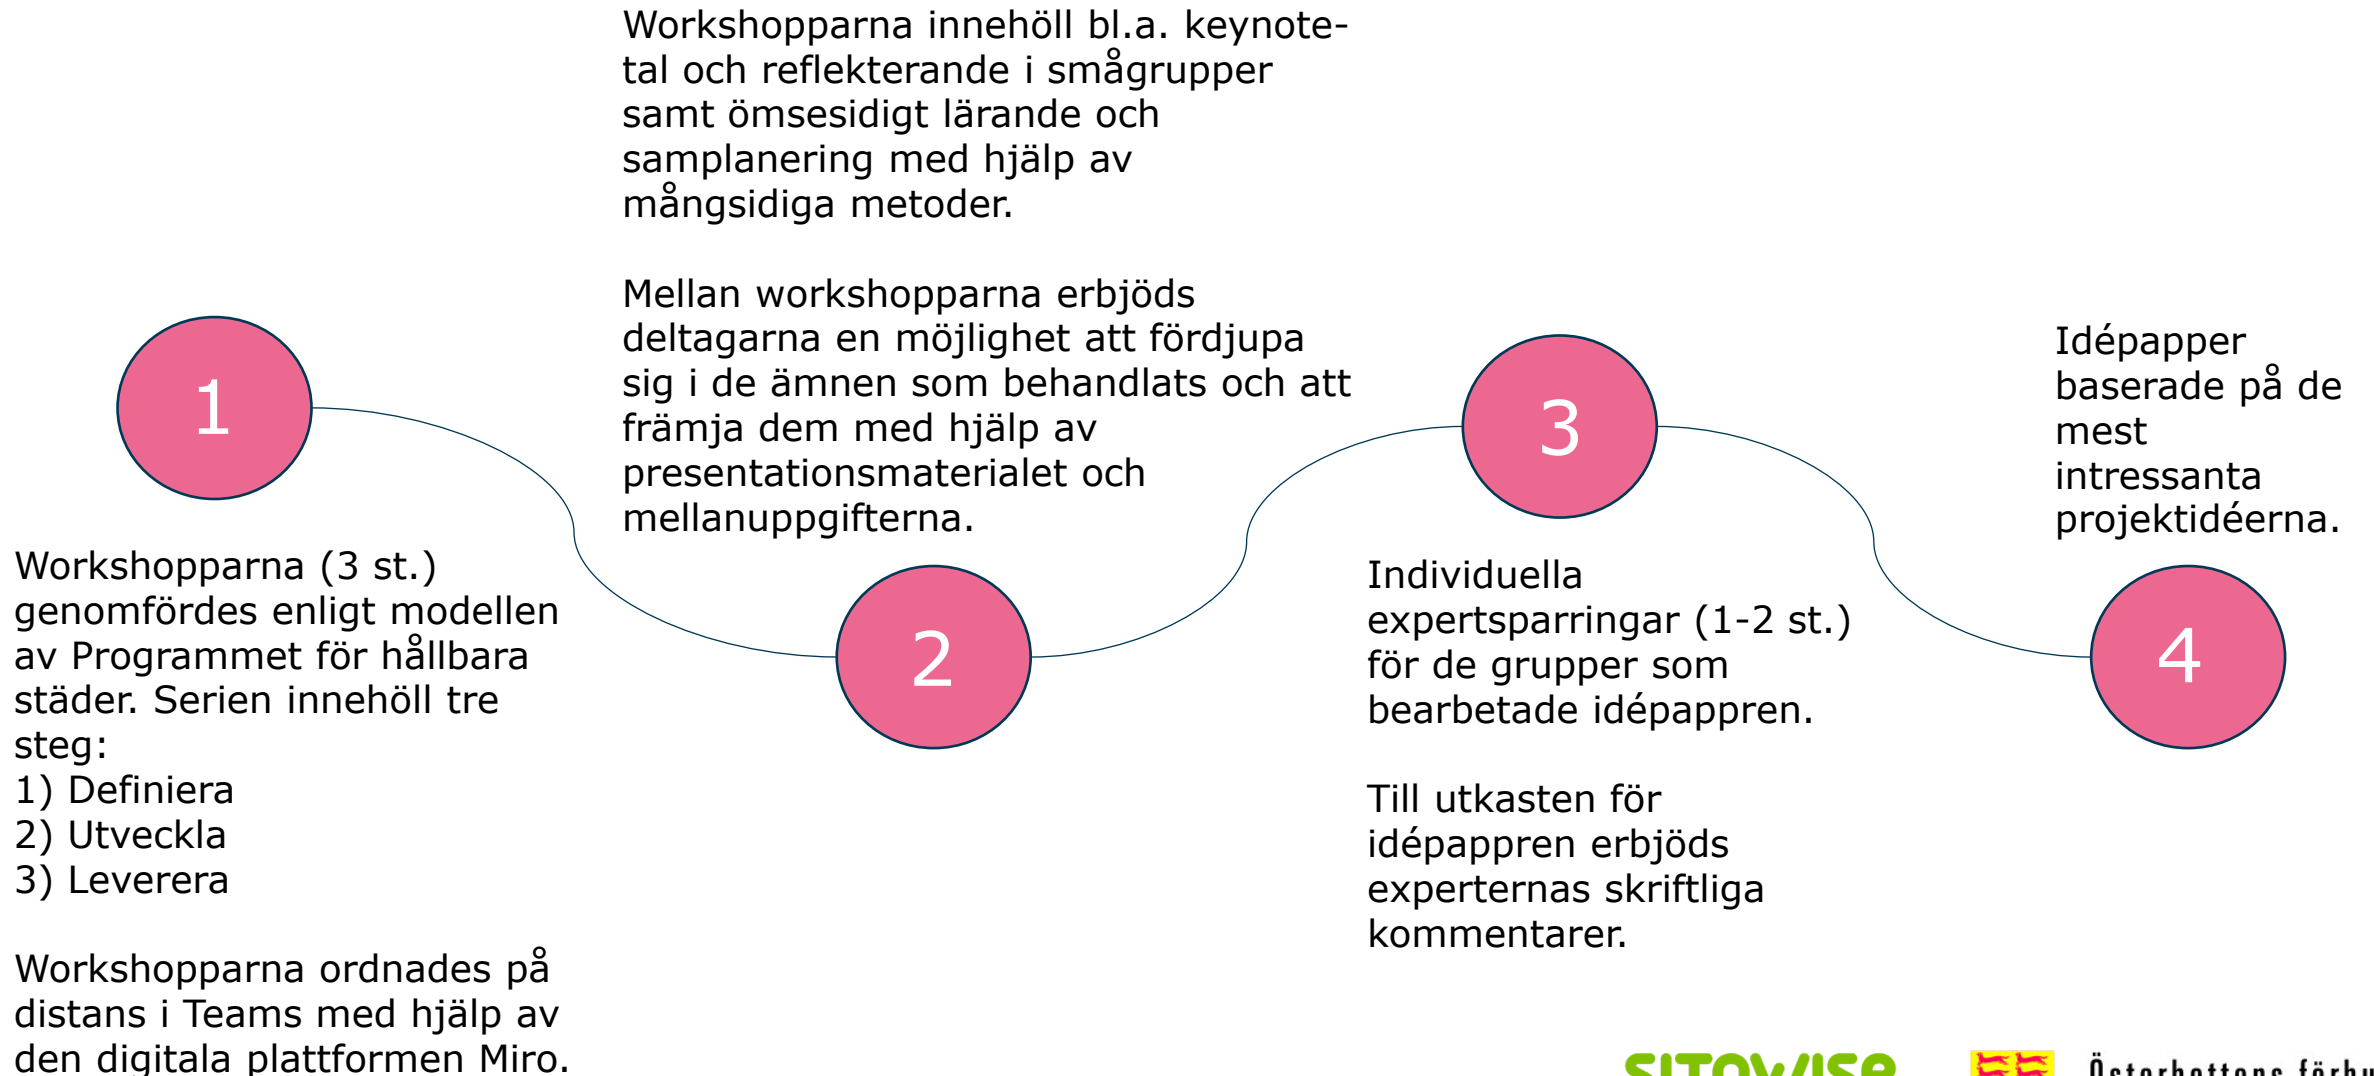 1
Workshopparna (3 st.)
genomfördes enligt modellen
av Programmet för hållbara
städer. Serien innehöll tre
steg:
1) Definiera
2) Utveckla
3) Leverera
Workshopparna ordnades på
distans i Teams med hjälp av
den digitala plattformen Miro.
Workshopparna innehöll bl.a. keynote-
tal och reflekterande i smågrupper
samt ömsesidigt lärande och
samplanering med hjälp av
mångsidiga metoder.
Mellan workshopparna erbjöds
deltagarna en möjlighet att fördjupa
sig i de ämnen som behandlats och att
främja dem med hjälp av
presentationsmaterialet och
mellanuppgifterna.
2
3
Individuella
expertsparringar (1-2 st.)
för de grupper som
bearbetade idépappren.
Till utkasten för
idépappren erbjöds
experternas skriftliga
kommentarer.
Idépapper
baserade på de
mest
intressanta
projektidéerna.
4
SITOWISE
Österbottens